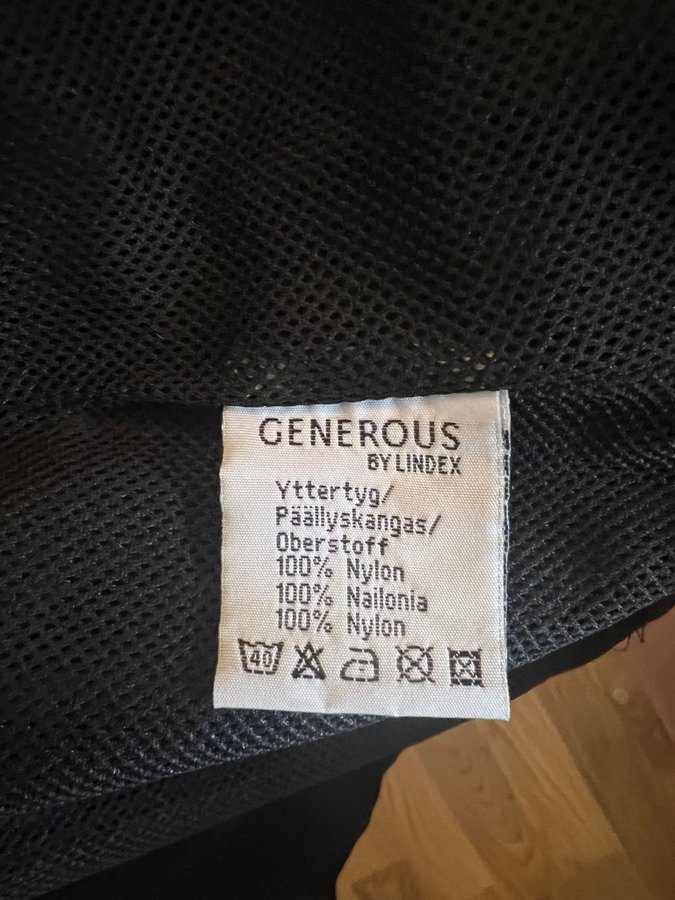 GENEROUS
BY LINDEX
Yttertyg/
Päällyskangas/
Oberstoff
100% Nylon
100% Nailonia
100% Nylon
40